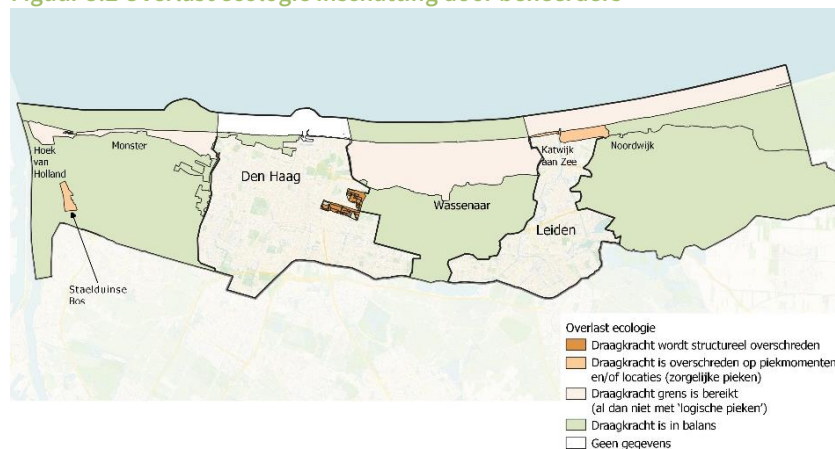 Hoek
van
Holland
Monster
Den Haag
Wassenaar
Katwijk
aan Zee
Noordwijk
Leiden
Staelduinse
Bos
Overlast ecologie
Draagkracht wordt structureel overschreden
Draagkracht is overschreden op piekmomenten
en/of locaties (zorgelijke pieken)
Draagkracht grens is bereikt
(al dan niet met 'logische pieken')
Draagkracht is in balans
Geen gegevens